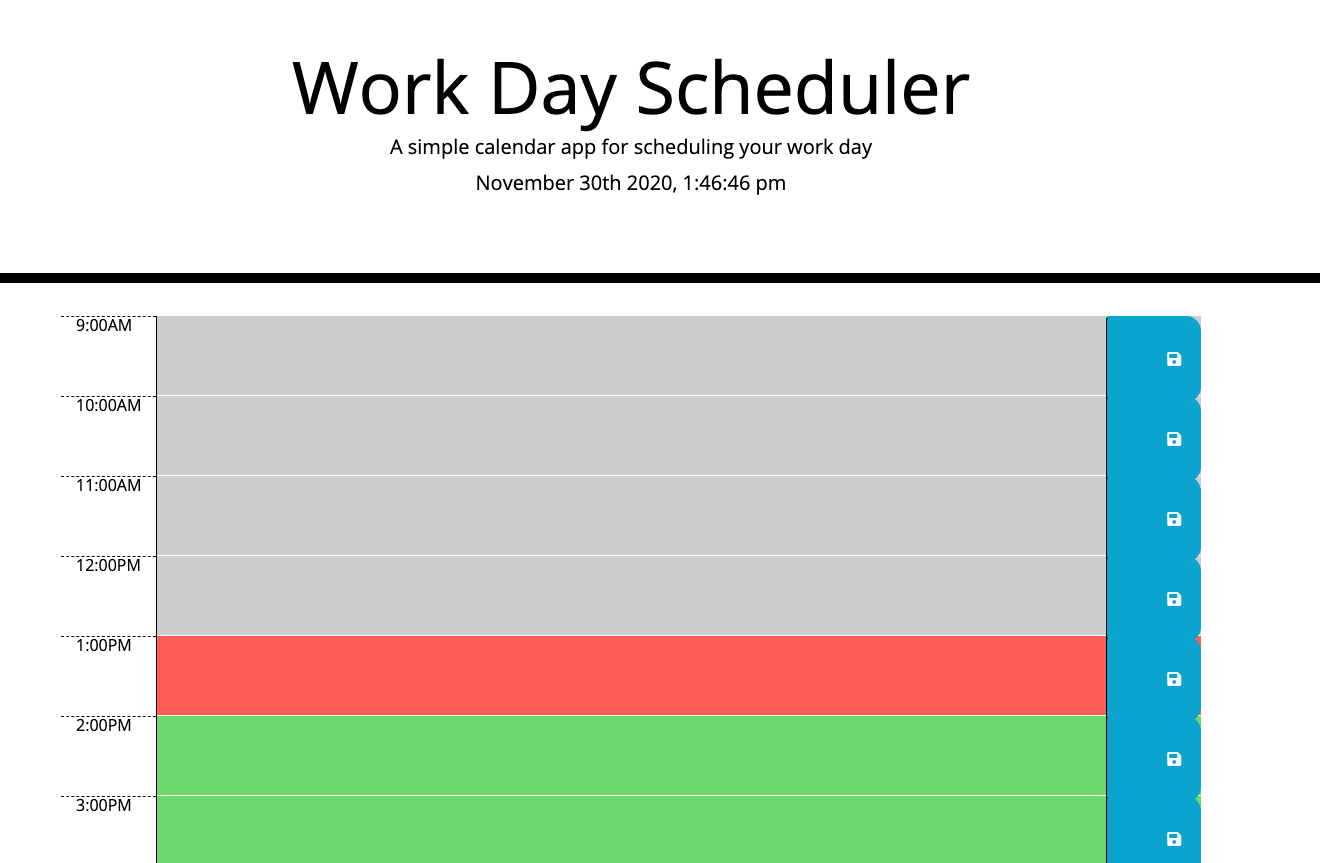 Work Day Scheduler
A simple calendar app for scheduling your work day
November 30th 2020, 1:46:46 pm
9:00AM
10:00AM
11:00AM
12:00PM
1:00PM
2:00PM
3:00PM